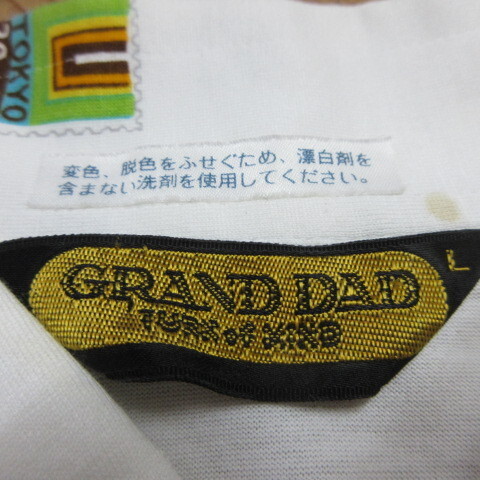 TOKYO
変色、脱色をふせぐため、漂白剤を
含まない洗剤を使用してください。
L
GRAND DAD